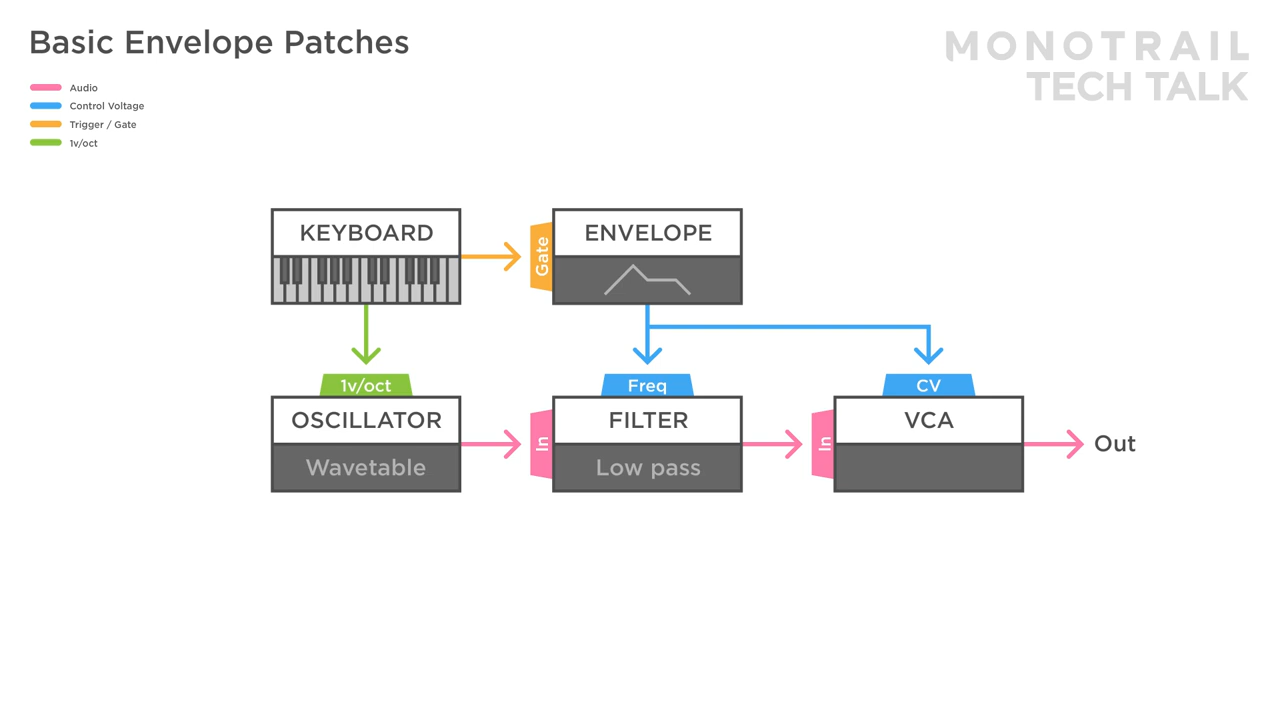 Basic Envelope Patches
MONOTRAIL
TECH TALK
Audio
Control Voltage
Trigger / Gate
1v/oct
KEYBOARD
Gate
ENVELOPE
1v/oct
Freq
CV
OSCILLATOR
Wavetable
In
FILTER
Low pass
In
VCA
Out